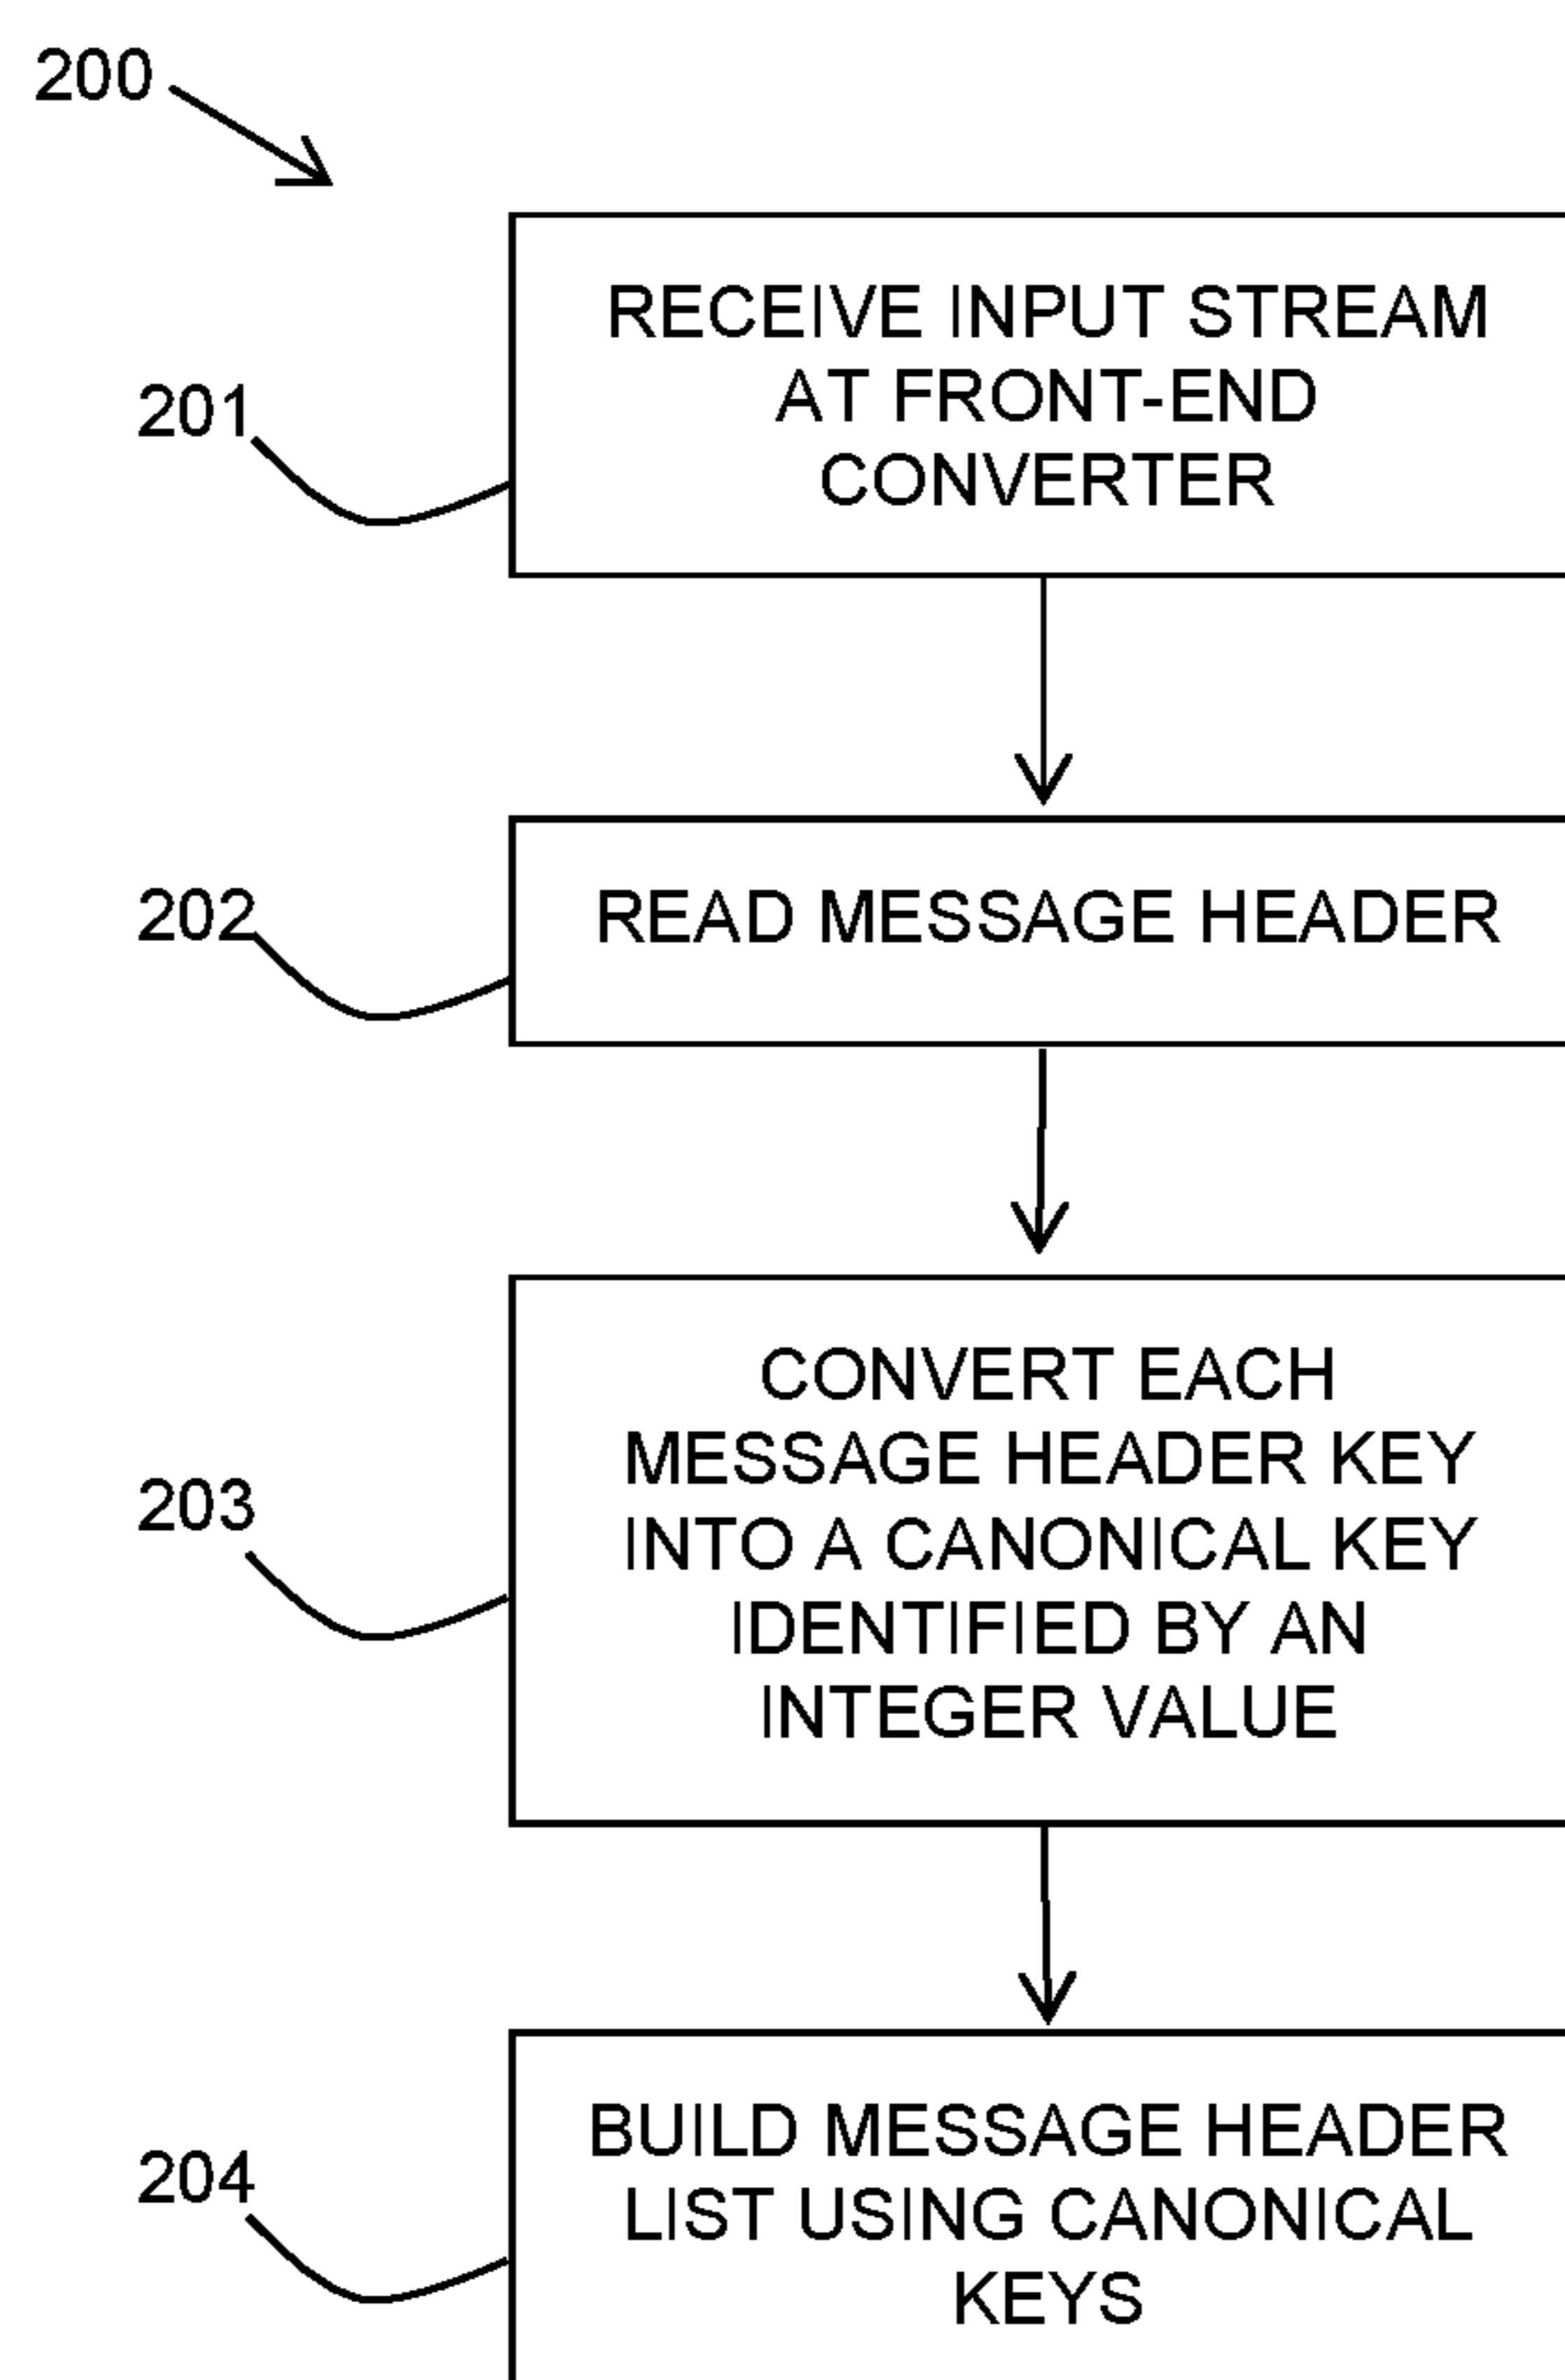 200
RECEIVE INPUT STREAM
AT FRONT-END
CONVERTER
201
READ MESSAGE HEADER
202
CONVERT EACH
MESSAGE HEADER KEY
INTO A CANONICAL KEY
IDENTIFIED BY AN
INTEGER VALUE
203
BUILD MESSAGE HEADER
LIST USING CANONICAL
KEYS
204